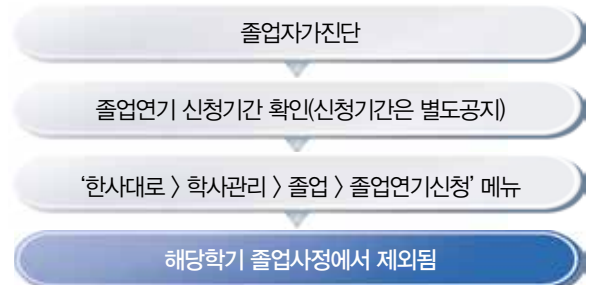 졸업자가진단
졸업연기 신청기간 확인(신청기간은 별도공지)
‘한사대로 > 학사관리 > 졸업 > 졸업연기신청’ 메뉴
해당학기 졸업사정에서 제외됨